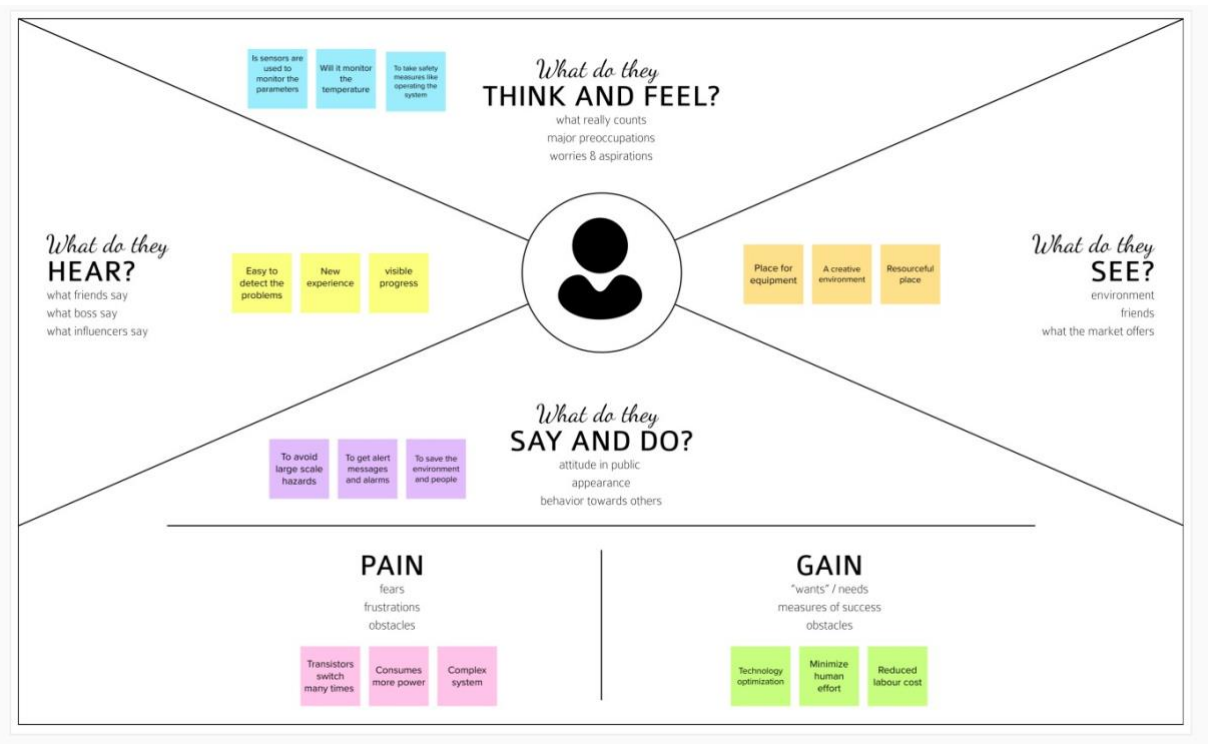 Is sensors are
used to
monitor the
parameters
Will it monitor
the
temperature
To take safety
measures like
operating the
system
What do they
THINK AND FEEL?
what really counts
major preoccupations
worries & aspirations
What do they
HEAR?
what friends say
what boss say
what influencers say
Easy to
detect the
problems
New
experience
visible
progress
Place for
equipment
A creative
environment
Resourceful
place
What do they
SEE?
environment
friends
what the market offers
What do they
SAY AND DO?
attitude in public
appearance
behavior towards others
To avoid
large scale
hazards
To get alert
messages
and alarms
To save the
environment
and people
PAIN
fears
frustrations
obstacles
Transistors
switch
many times
Consumes
more power
Complex
system
GAIN
"wants" / needs
measures of success
obstacles
Technology
optimization
Minimize
human
effort
Reduced
labour cost